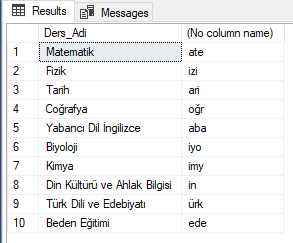 Results Messages
Ders_Adi (No column name)
1 Matematik ate
2 Fizik izi
3 Tarih ari
4 Coğrafya oğr
5 Yabancı Dil İngilizce aba
6 Biyoloji iyo
7 Kimya imy
8 Din Kültürü ve Ahlak Bilgisi in
9 Türk Dili ve Edebiyatı ürk
10 Beden Eğitimi ede